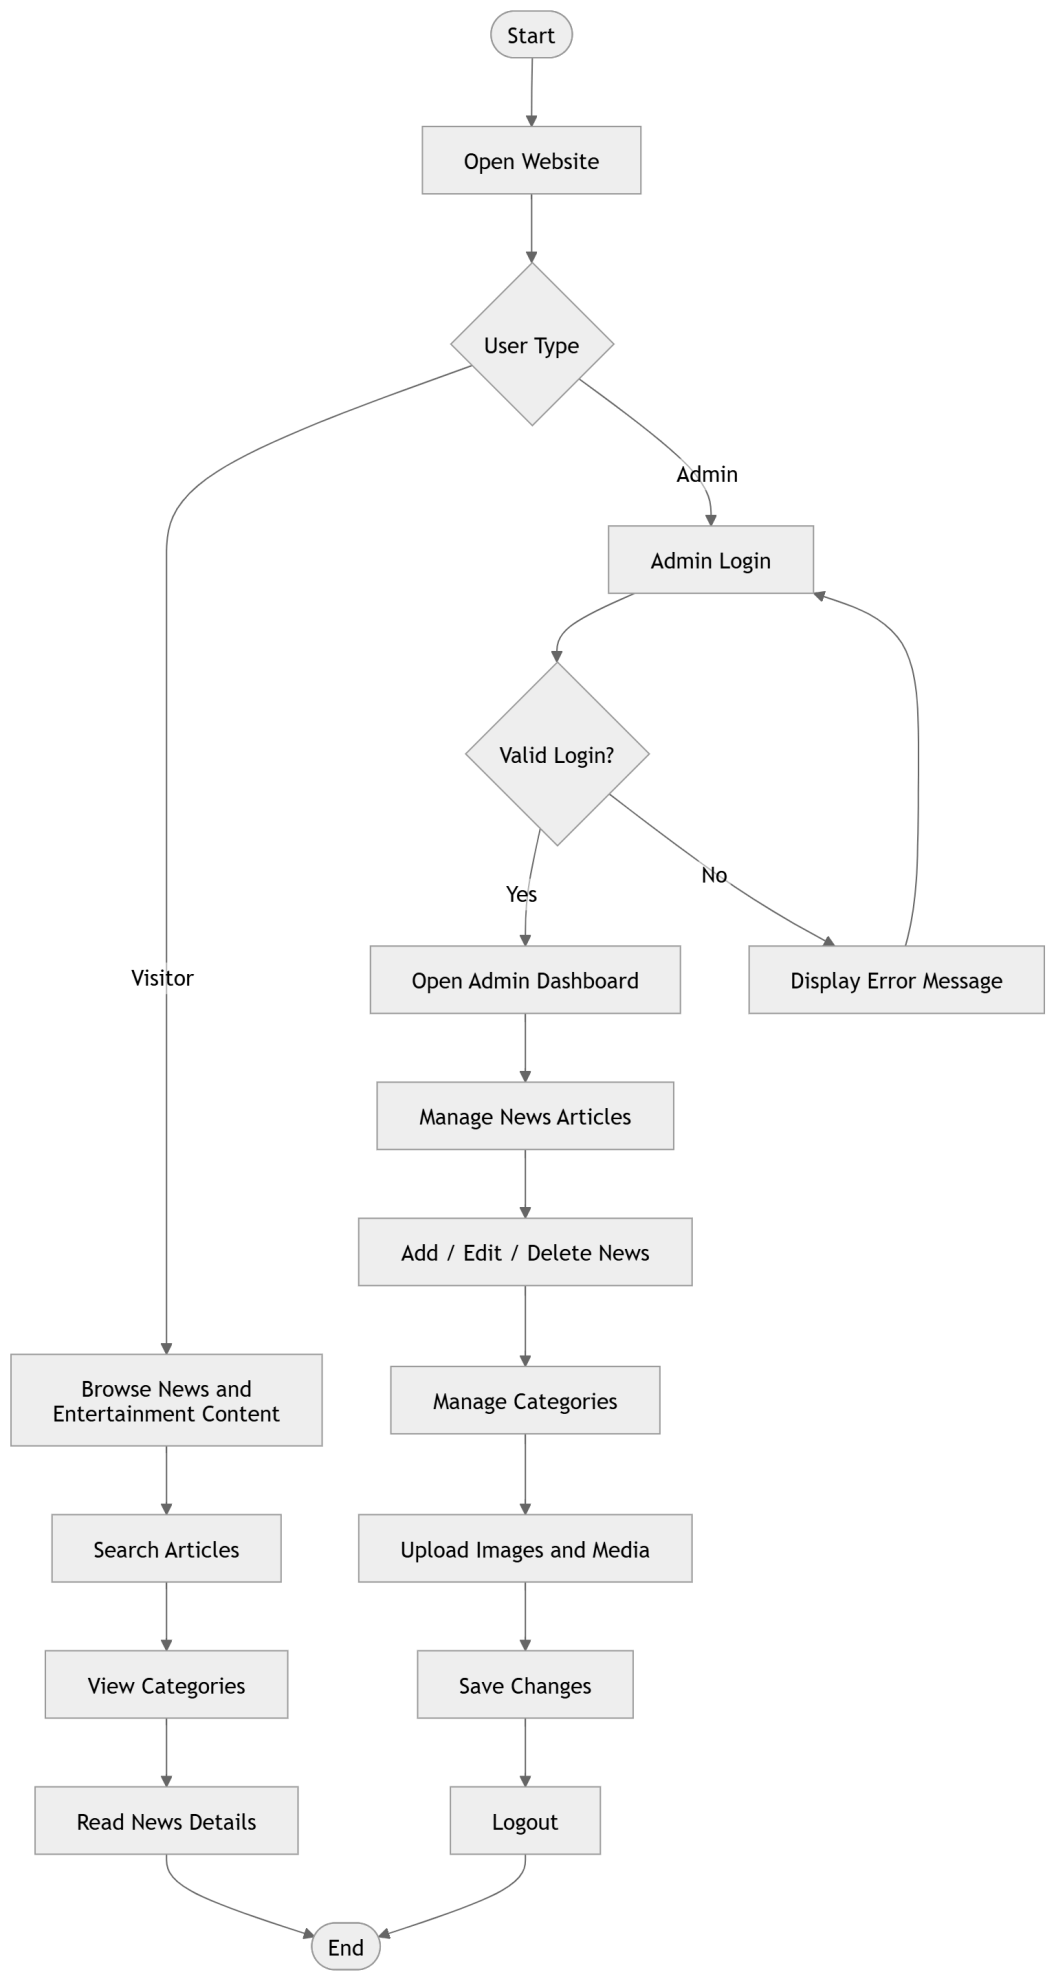 Start
Open Website
User Type
Admin
Admin Login
Valid Login?
Yes
No
Visitor
Open Admin Dashboard
Display Error Message
Manage News Articles
Add / Edit / Delete News
Browse News and
Entertainment Content
Manage Categories
Search Articles
Upload Images and Media
View Categories
Save Changes
Read News Details
Logout
End